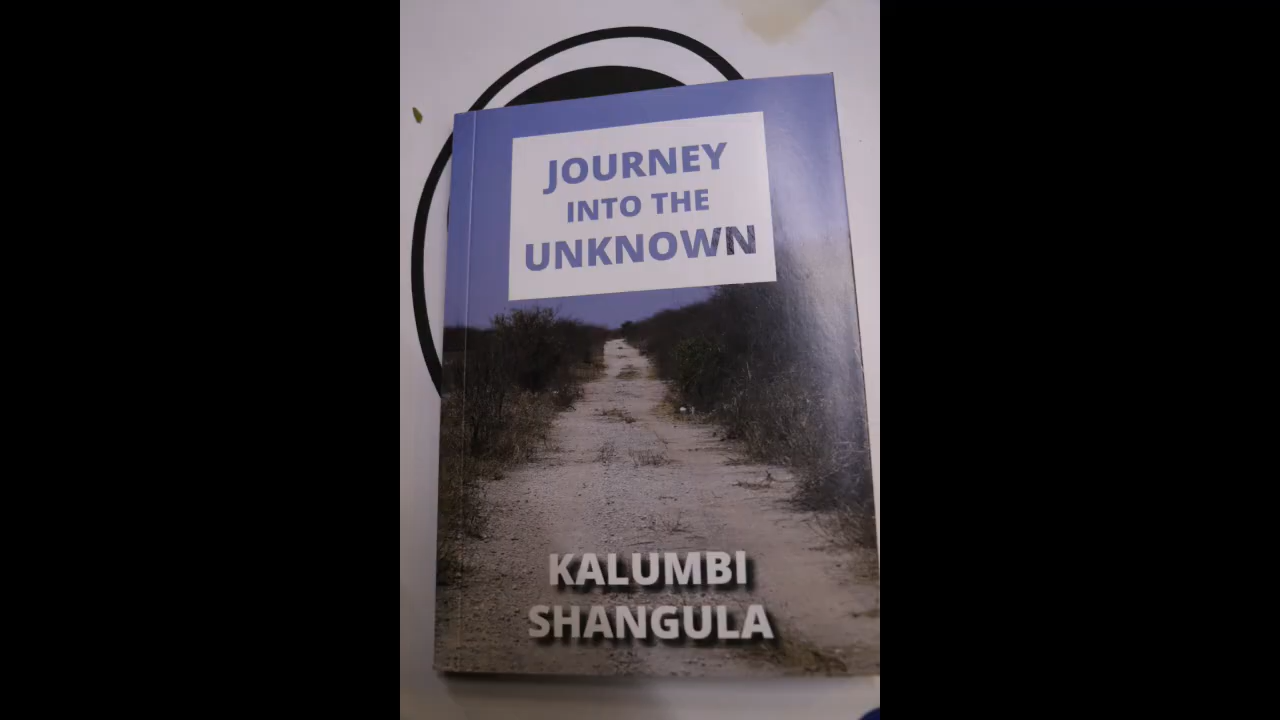 JOURNEY
INTO THE
UNKNOWN
KALUMBI
SHANGULA